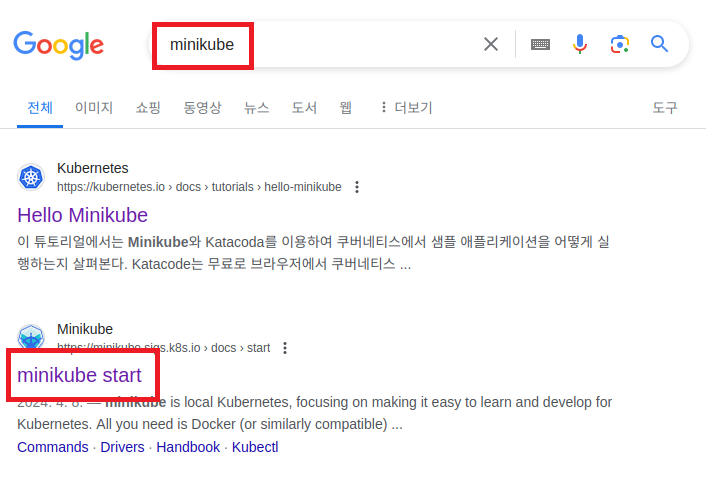 Google
minikube
전체 이미지 쇼핑 동영상 뉴스 도서 웹 더보기 도구
Kubernetes
https://kubernetes.io › docs › tutorials › hello-minikube
Hello Minikube
이 튜토리얼에서는 Minikube와 Katacoda를 이용하여 쿠버네티스에서 샘플 애플리케이션을 어떻게 실
행하는지 살펴본다. Katacode는 무료로 브라우저에서 쿠버네티스 ...
Minikube
https://minikube.sigs.k8s.io › docs › start
minikube start
2024. 4. 8. — minikube is local Kubernetes, focusing on making it easy to learn and develop for
Kubernetes. All you need is Docker (or similarly compatible) ...
Commands · Drivers · Handbook · Kubectl